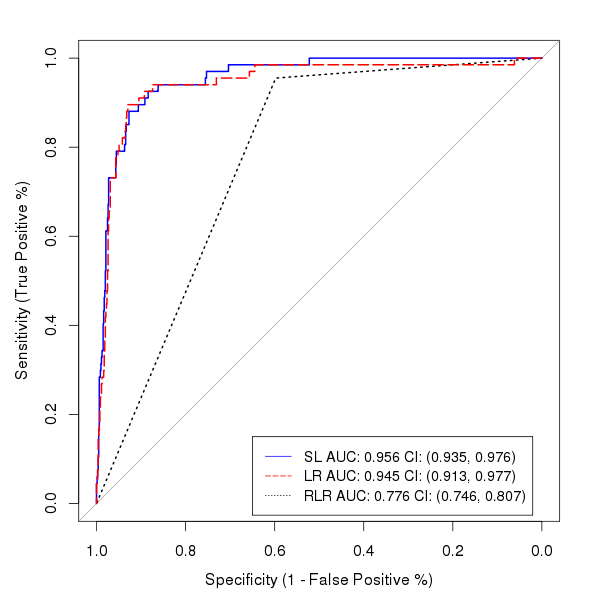 Sensitivity (True Positive %)
1.0
0.8
0.6
0.4
0.2
0.0
SL AUC: 0.956 CI: (0.935, 0.976)
LR AUC: 0.945 CI: (0.913, 0.977)
RLR AUC: 0.776 CI: (0.746, 0.807)
1.0 0.8 0.6 0.4 0.2 0.0
Specificity (1 - False Positive %)